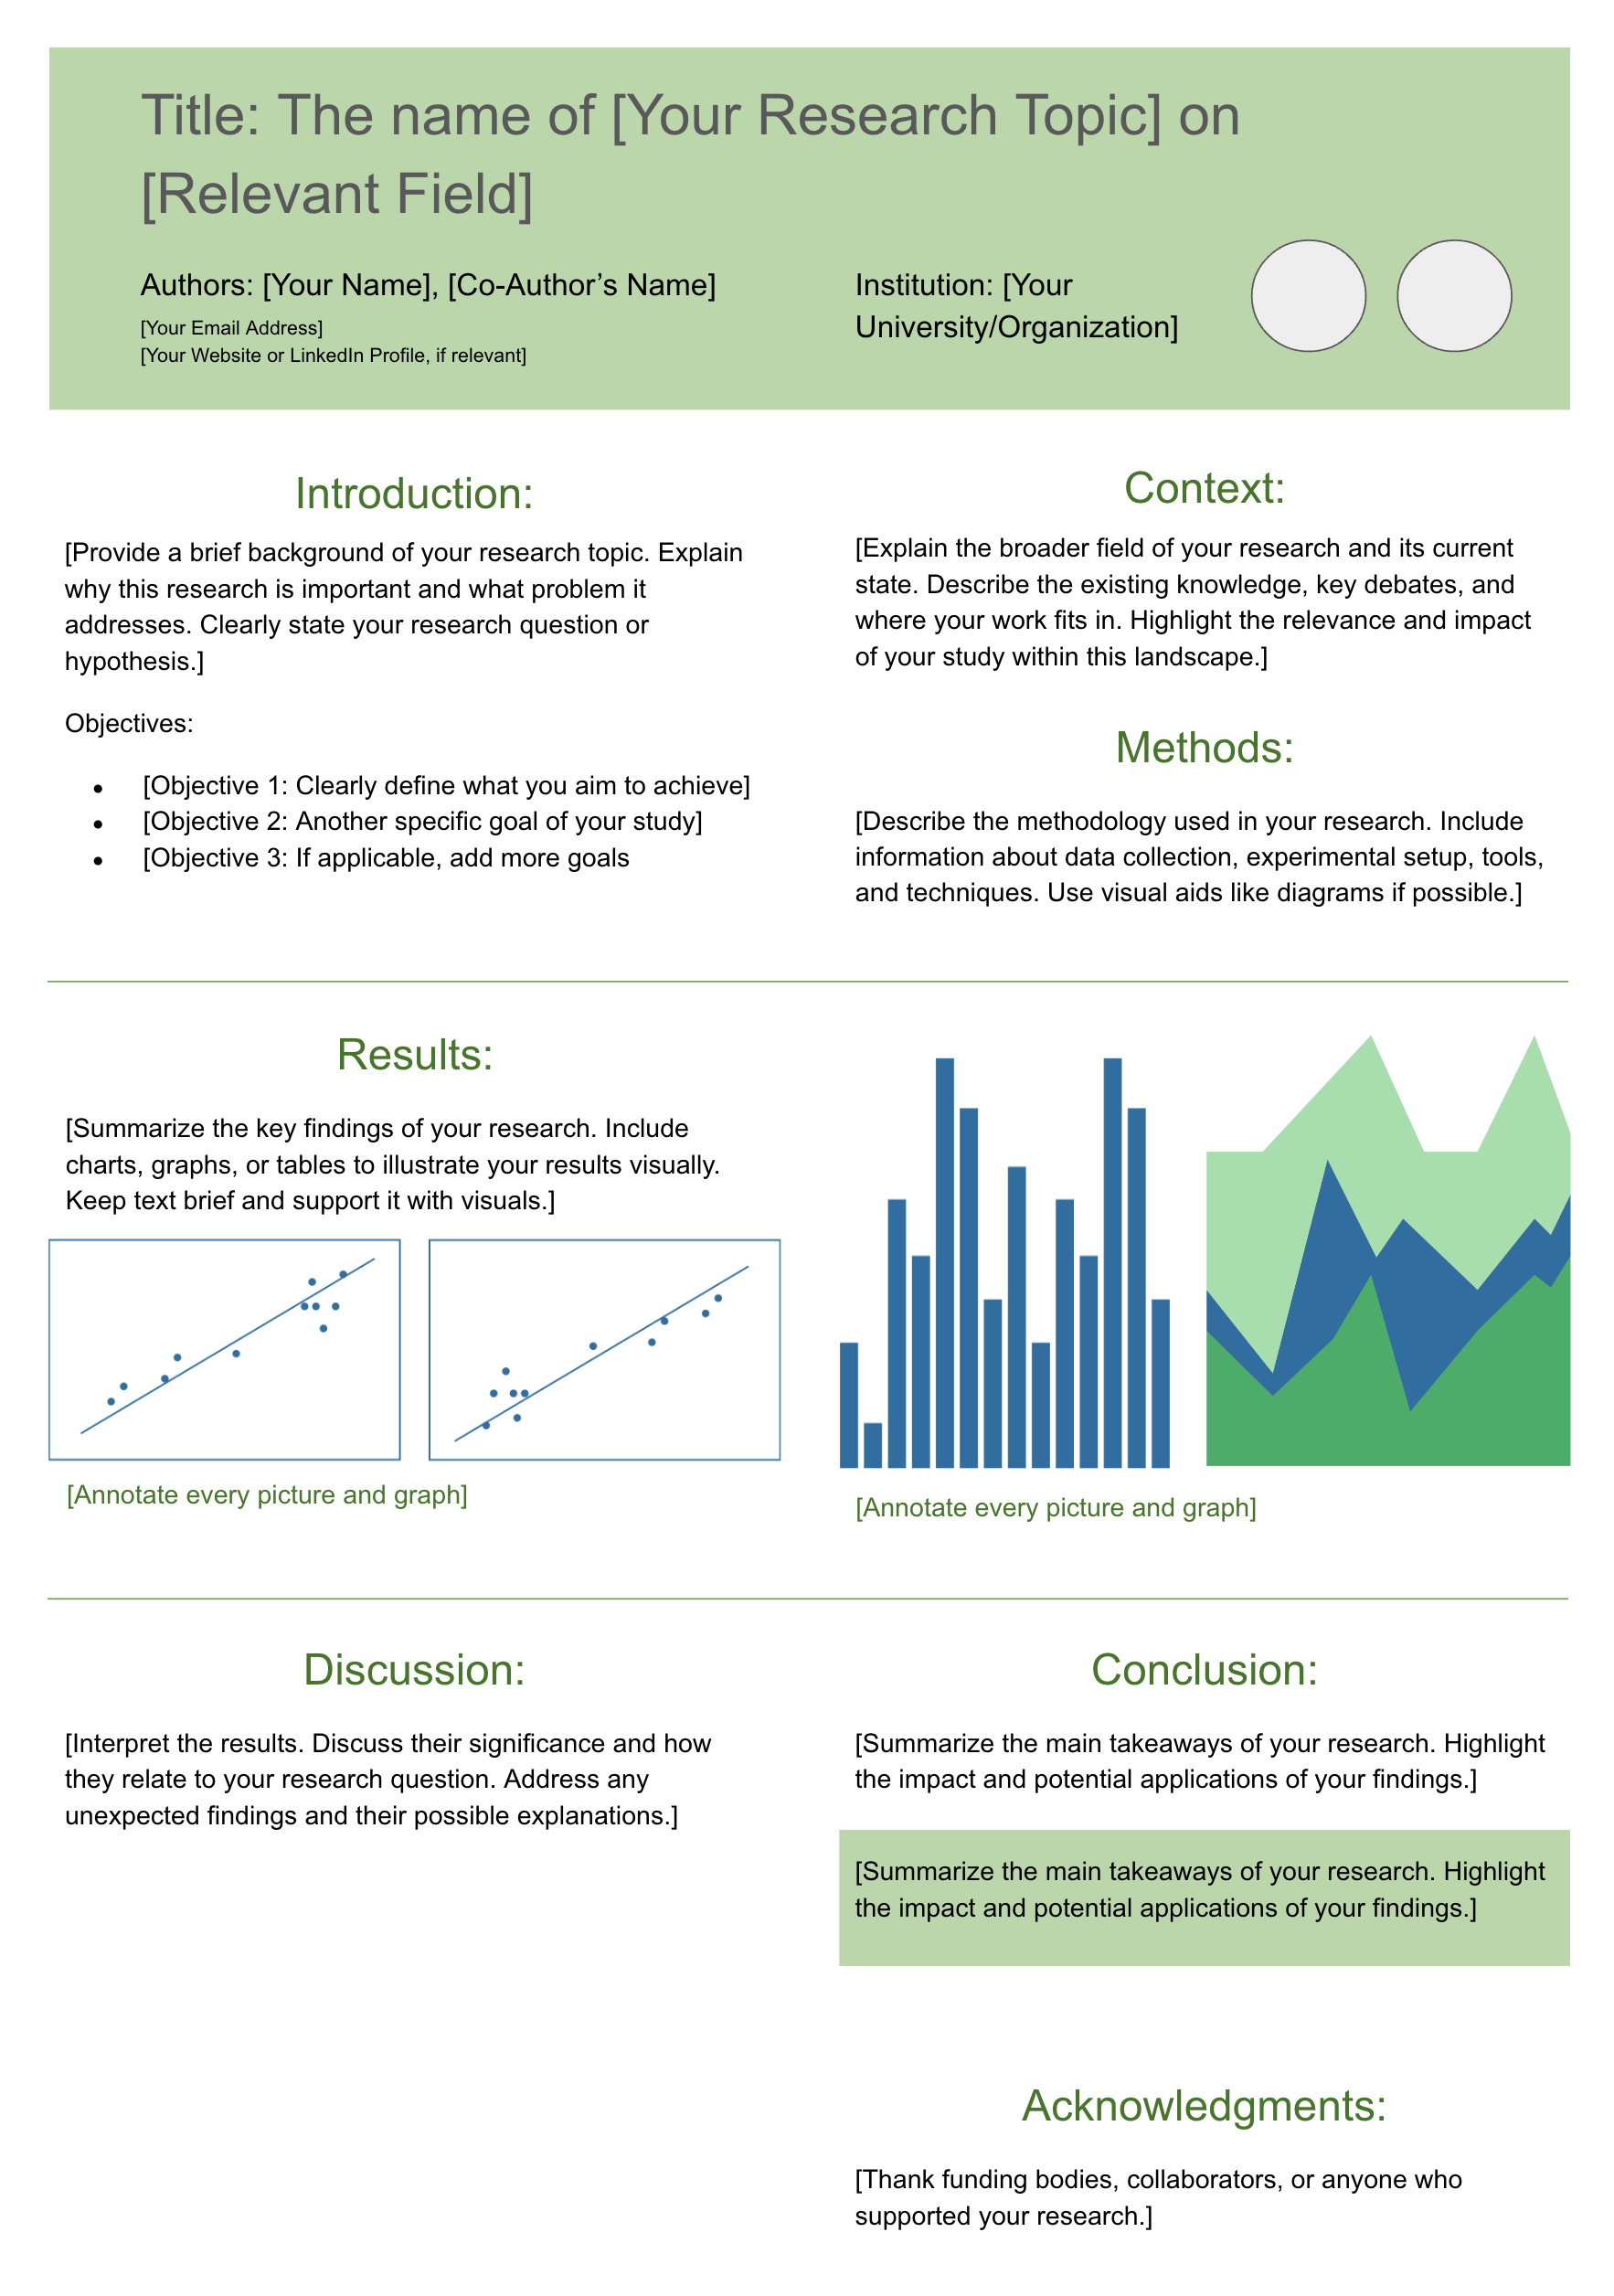 Title: The name of [Your Research Topic] on
[Relevant Field]
Authors: [Your Name], [Co-Author’s Name]
[Your Email Address]
[Your Website or LinkedIn Profile, if relevant]
Institution: [Your
University/Organization]
Introduction:
[Provide a brief background of your research topic. Explain
why this research is important and what problem it
addresses. Clearly state your research question or
hypothesis.]
Objectives:
● [Objective 1: Clearly define what you aim to achieve]
● [Objective 2: Another specific goal of your study]
● [Objective 3: If applicable, add more goals
Context:
[Explain the broader field of your research and its current
state. Describe the existing knowledge, key debates, and
where your work fits in. Highlight the relevance and impact
of your study within this landscape.]
Methods:
[Describe the methodology used in your research. Include
information about data collection, experimental setup, tools,
and techniques. Use visual aids like diagrams if possible.]
Results:
[Summarize the key findings of your research. Include
charts, graphs, or tables to illustrate your results visually.
Keep text brief and support it with visuals.]
[Annotate every picture and graph]
[Annotate every picture and graph]
Discussion:
[Interpret the results. Discuss their significance and how
they relate to your research question. Address any
unexpected findings and their possible explanations.]
Conclusion:
[Summarize the main takeaways of your research. Highlight
the impact and potential applications of your findings.]
[Summarize the main takeaways of your research. Highlight
the impact and potential applications of your findings.]
Acknowledgments:
[Thank funding bodies, collaborators, or anyone who
supported your research.]